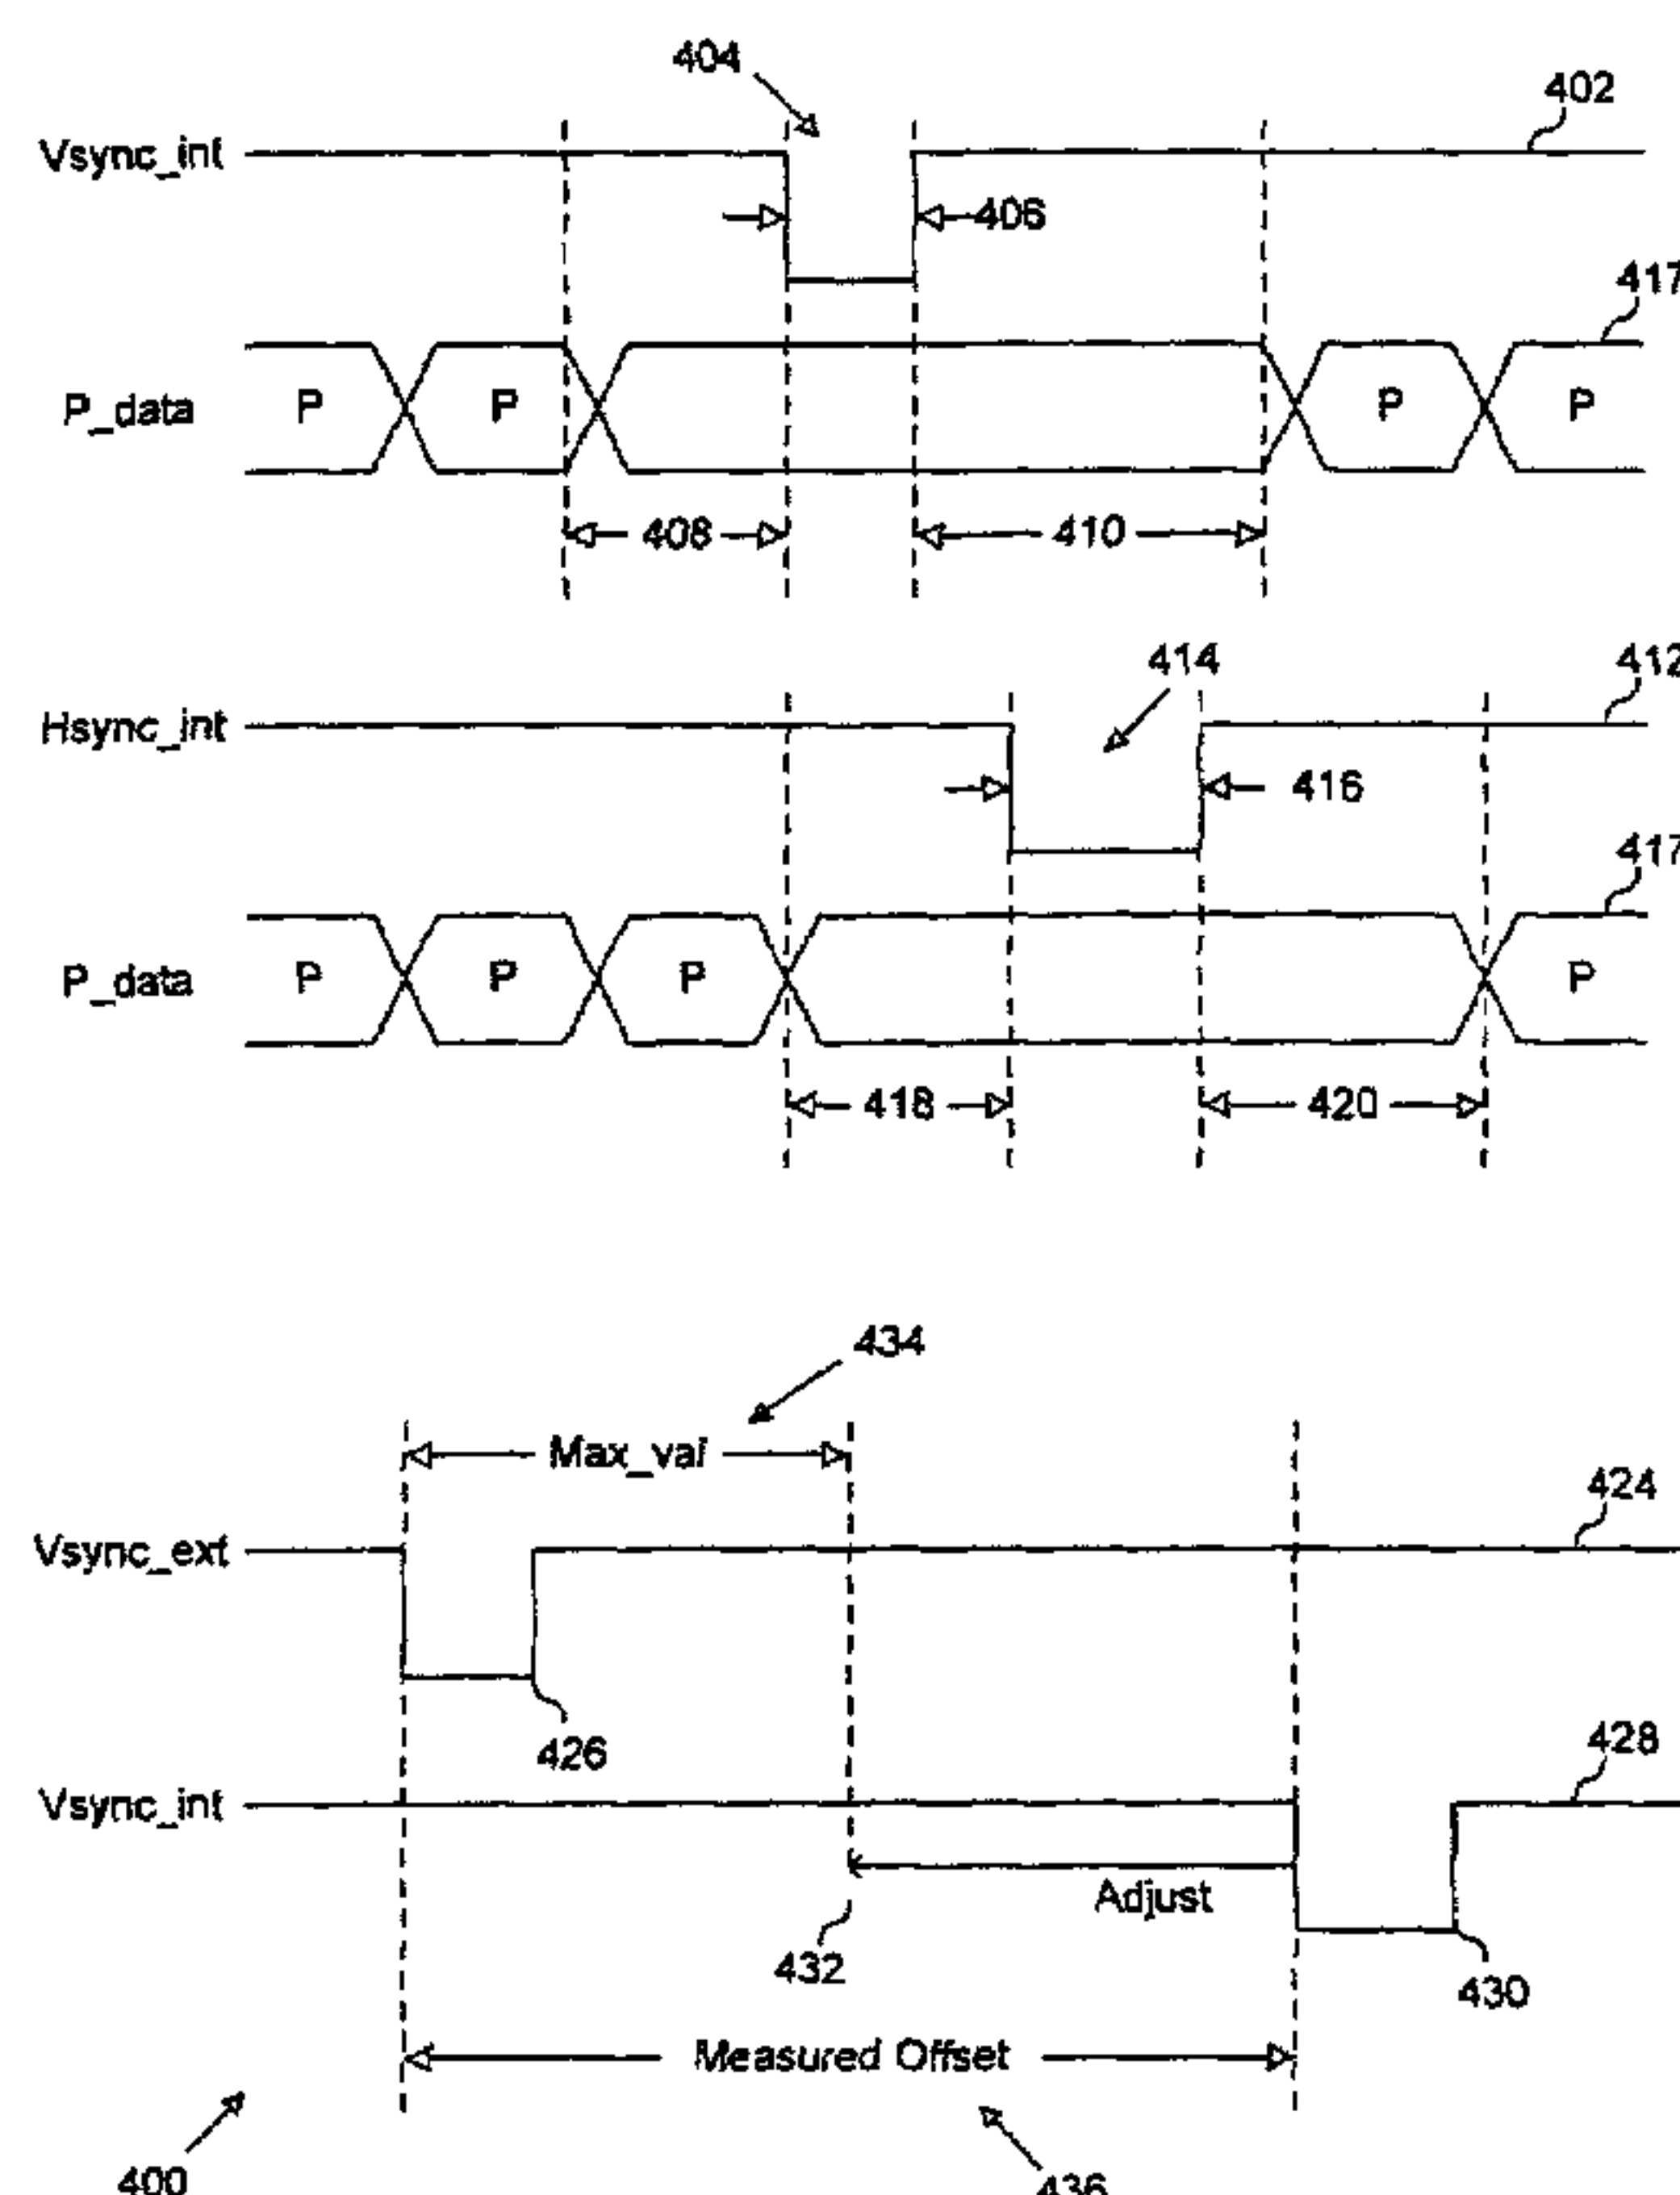 404
402
Vsync_int
406
417
P_data P P P P
408 410
414
412
Hsync_int
416
417
P_data P P P P
418 420
434
Max_val
424
Vsync_ext
426
428
Vsync_int
Adjust
432
430
Measured Offset
400
436